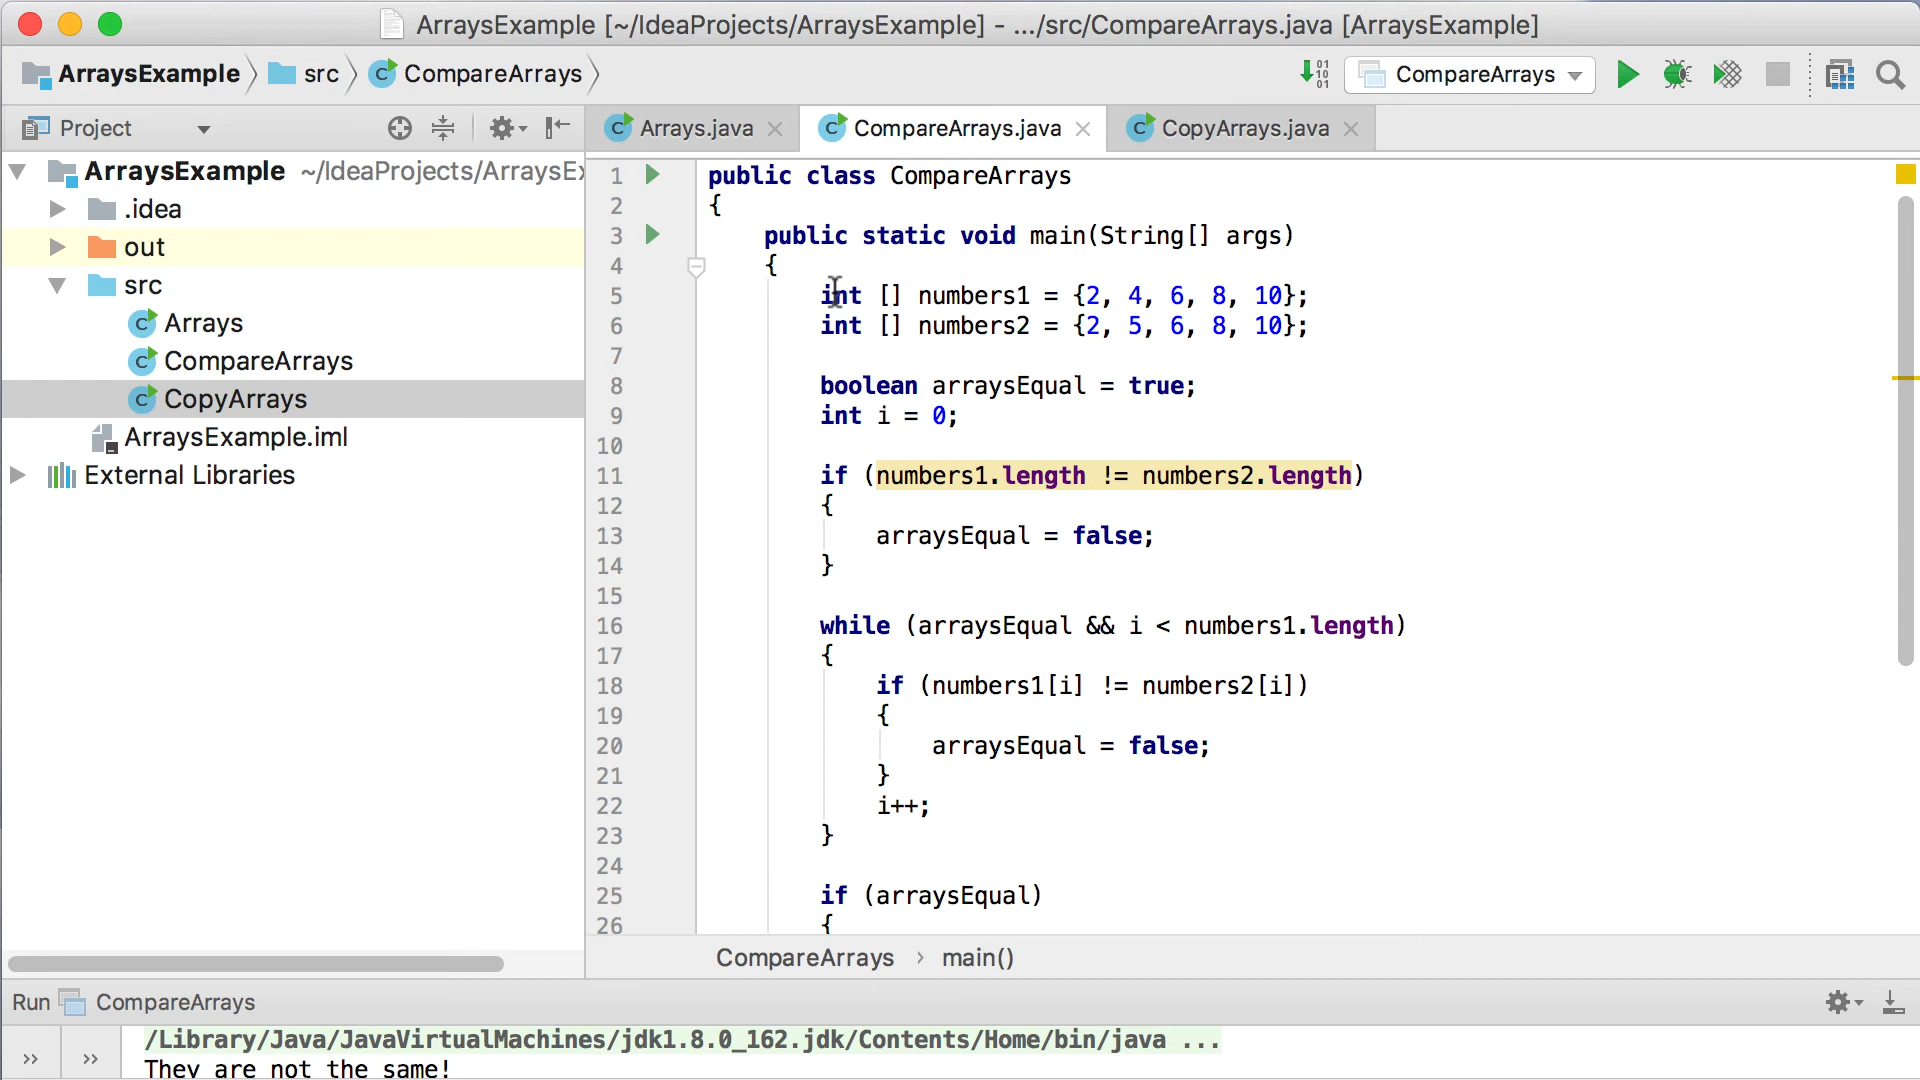 ArraysExample [~/IdeaProjects/ArraysExample] - .../src/CompareArrays.java [ArraysExample]
ArraysExample src CompareArrays
CompareArrays
Project
Arrays.java
CompareArrays.java
CopyArrays.java
ArraysExample ~/IdeaProjects/ArraysEx
.idea
out
src
Arrays
CompareArrays
CopyArrays
ArraysExample.iml
External Libraries
1 public class CompareArrays
2 {
3 public static void main(String[] args)
4 {
5 int [] numbers1 = {2, 4, 6, 8, 10};
6 int [] numbers2 = {2, 5, 6, 8, 10};
7
8 boolean arraysEqual = true;
9 int i = 0;
10
11 if (numbers1.length != numbers2.length)
12 {
13 arraysEqual = false;
14 }
15
16 while (arraysEqual && i < numbers1.length)
17 {
18 if (numbers1[i] != numbers2[i])
19 {
20 arraysEqual = false;
21 }
22 i++;
23 }
24
25 if (arraysEqual)
26 {
CompareArrays › main()
Run CompareArrays
/Library/Java/JavaVirtualMachines/jdk1.8.0_162.jdk/Contents/Home/bin/java ...
They are not the same!